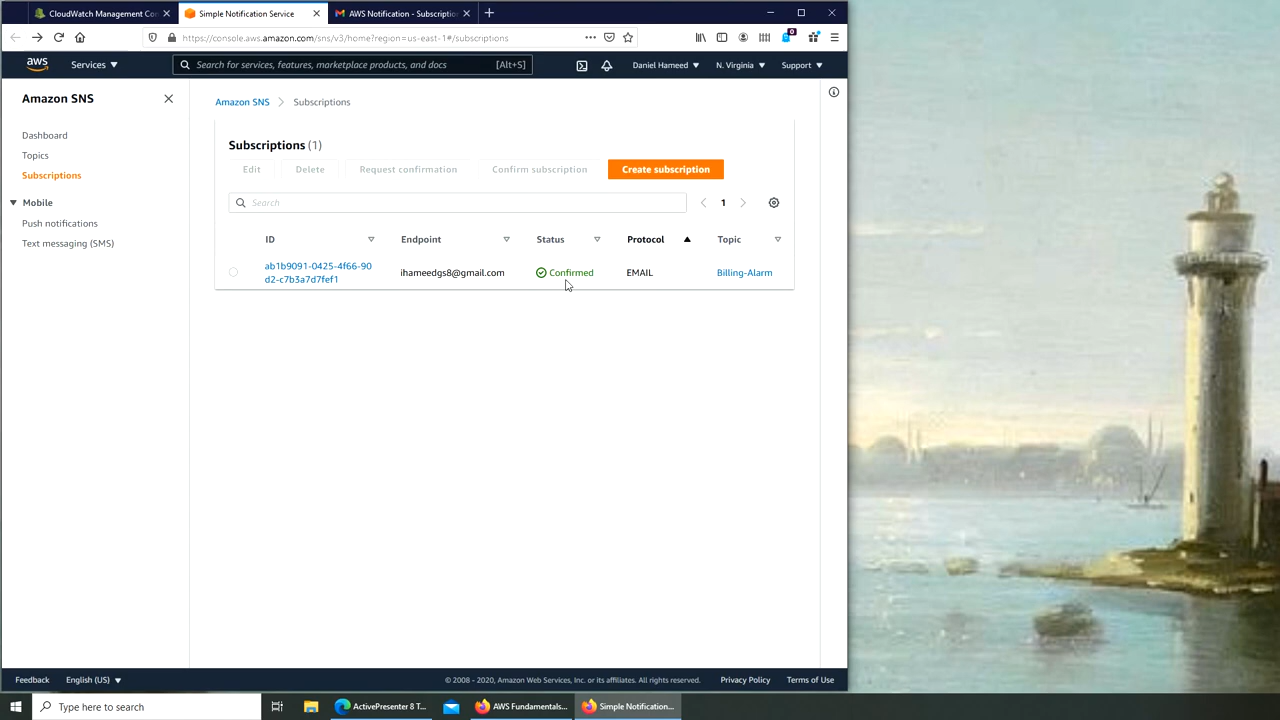 CloudWatch Management Con
Simple Notification Service
AWS Notification - Subscriptio
https://console.aws.amazon.com/sns/v3/home?region=us-east-1#/subscriptions
0
aws
Services
Search for services, features, marketplace products, and docs
[Alt+S]
Daniel Hameed
N. Virginia
Support
Amazon SNS
Dashboard
Topics
Subscriptions
Mobile
Push notifications
Text messaging (SMS)
Amazon SNS
Subscriptions
Subscriptions (1)
Edit
Delete
Request confirmation
Confirm subscription
Create subscription
Search
1
ID
Endpoint
Status
Protocol
Topic
ab1b9091-0425-4f66-90
d2-c7b3a7d7fef1
ihameedgs8@gmail.com
Confirmed
EMAIL
Billing-Alarm
Feedback
English (US)
© 2008 - 2020, Amazon Web Services, Inc. or its affiliates. All rights reserved.
Privacy Policy
Terms of Use
Type here to search
ActivePresenter 8 T...
AWS Fundamentals...
Simple Notification...